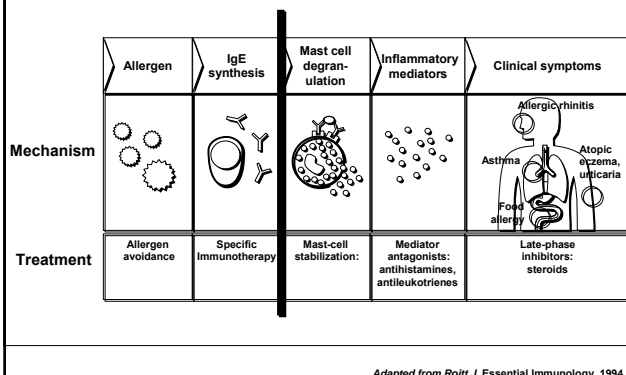 Allergen
IgE
synthesis
Mast cell
degran-
ulation
Inflammatory
mediators
Clinical symptoms
Mechanism
Allergic rhinitis
Asthma
Atopic
eczema,
urticaria
Food
allergy
Treatment
Allergen
avoidance
Specific
Immunotherapy
Mast-cell
stabilization:
Mediator
antagonists:
antihistamines,
antileukotrienes
Late-phase
inhibitors:
steroids
Adapted from Roitt I. Essential Immunology, 1994